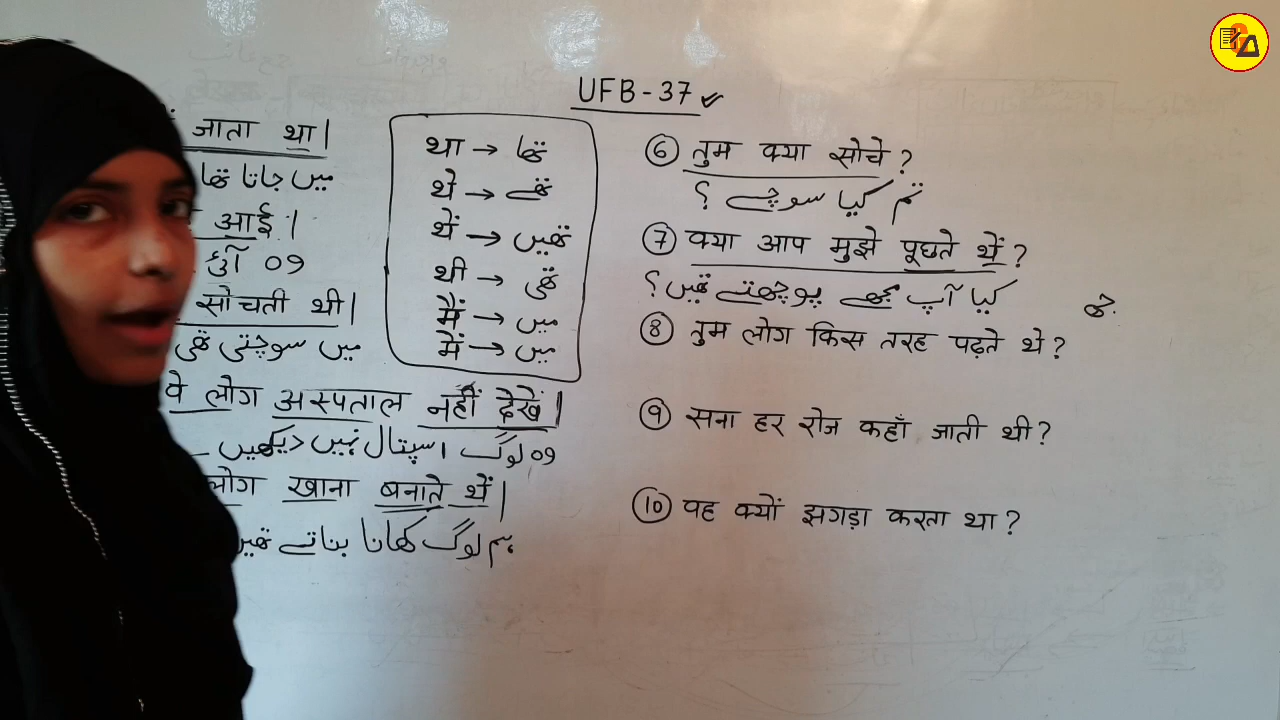 UFB-37
जाता था|
میں جاتا تھا
आई|
وہ آئی
सोचती थी|
میں سوچتی تھی
वे लोग अस्पताल नहीं देखें|
وہ لوگ اسپتال نہیں دیکھیں
लोग खाना बनाते थें|
ہم لوگ کھانا بناتے تھیں
था → تھا
थे → تھے
थें → تھیں
थी → تھی
मैं → میں
में → میں
⑥ तुम क्या सोचे?
تم کیا سوچے ؟
⑦ क्या आप मुझे पूछते थें?
کیا آپ مجھے پوچھتے تھیں؟
⑧ तुम लोग किस तरह पढ़ते थे?
⑨ सना हर रोज कहाँ जाती थी?
⑩ वह क्यों झगड़ा करता था?